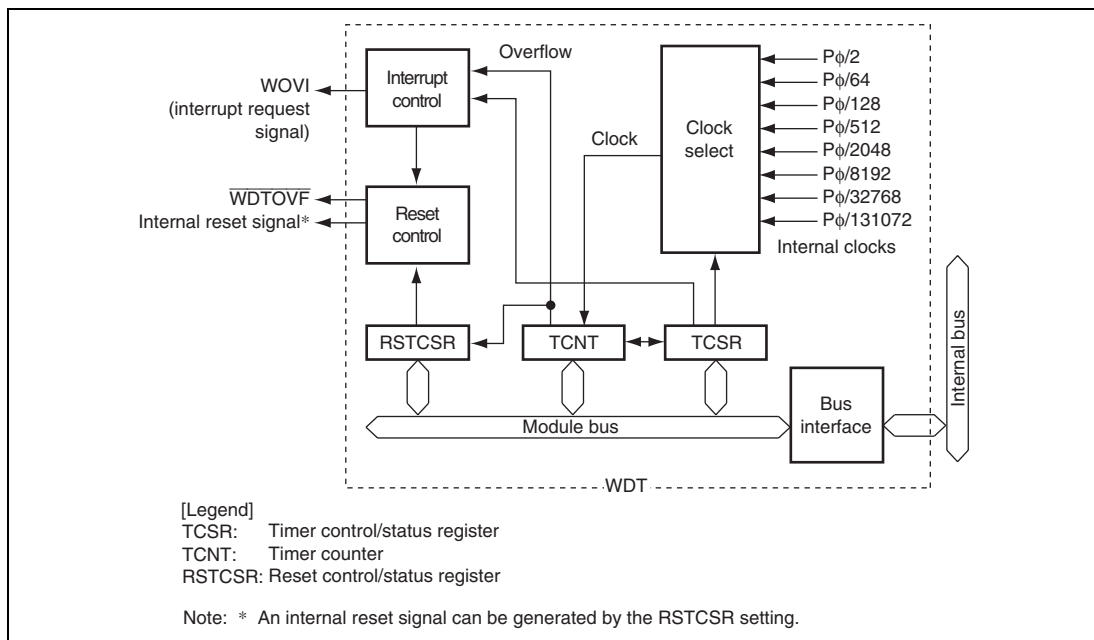 Overflow
Interrupt
control
WOVI
(interrupt request
signal)
Clock
Clock
select
Pϕ/2
Pϕ/64
Pϕ/128
Pϕ/512
Pϕ/2048
Pϕ/8192
Pϕ/32768
Pϕ/131072
Internal clocks
WDTOVF
Internal reset signal*
Reset
control
RSTCSR
TCNT
TCSR
Module bus
Bus
interface
Internal bus
WDT
[Legend]
TCSR: Timer control/status register
TCNT: Timer counter
RSTCSR: Reset control/status register
Note: * An internal reset signal can be generated by the RSTCSR setting.